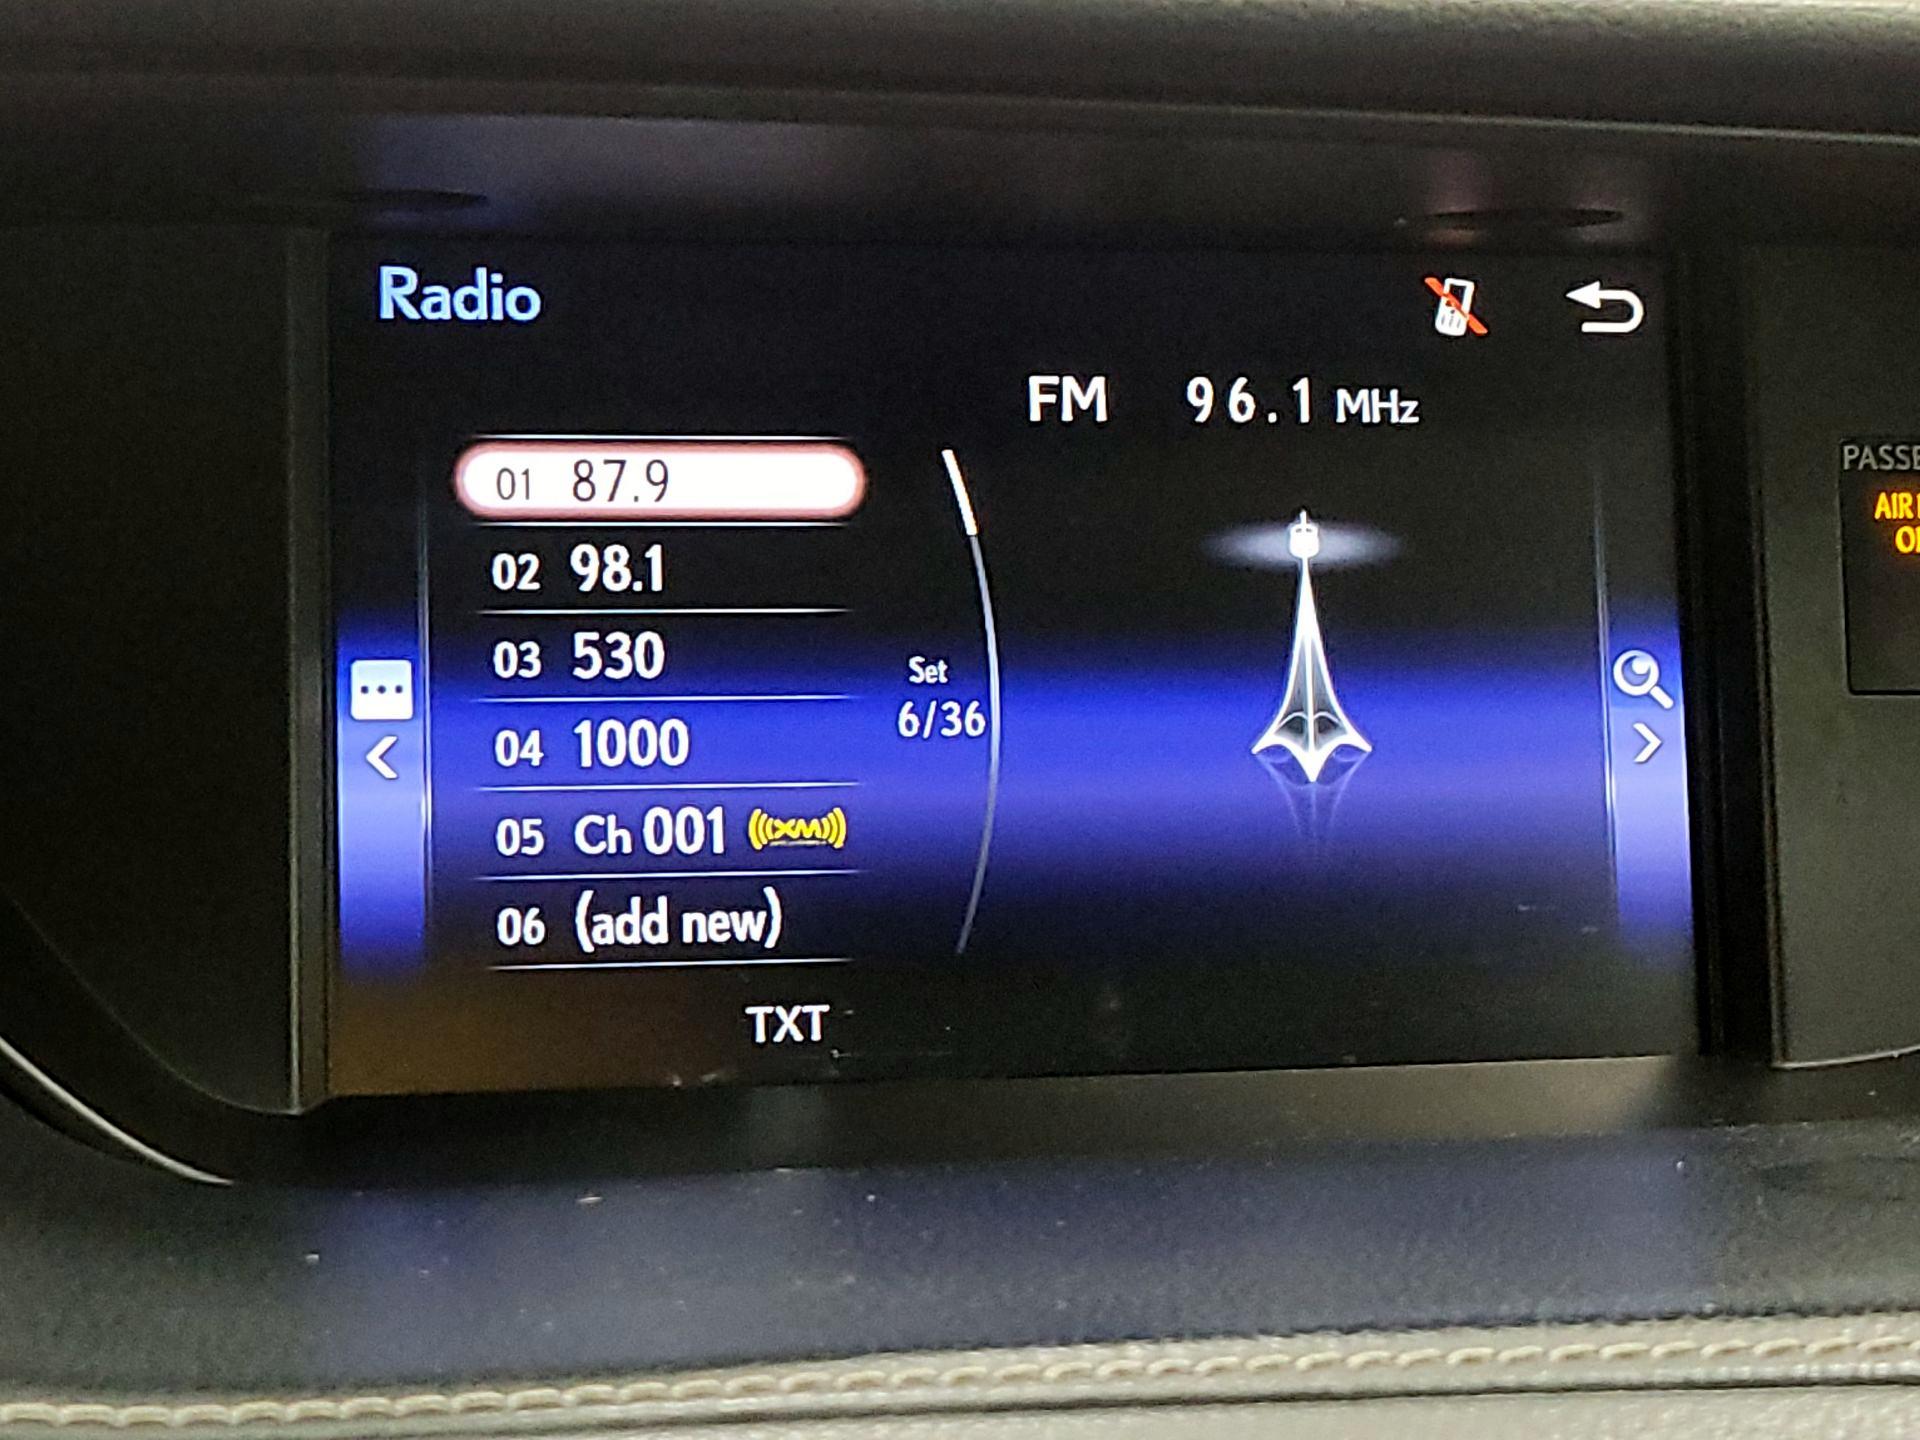 Radio
FM 96.1 MHz
01 87.9
02 98.1
03 530
04 1000
05 Ch 001 ((XM))
06 (add new)
Set
6/36
TXT